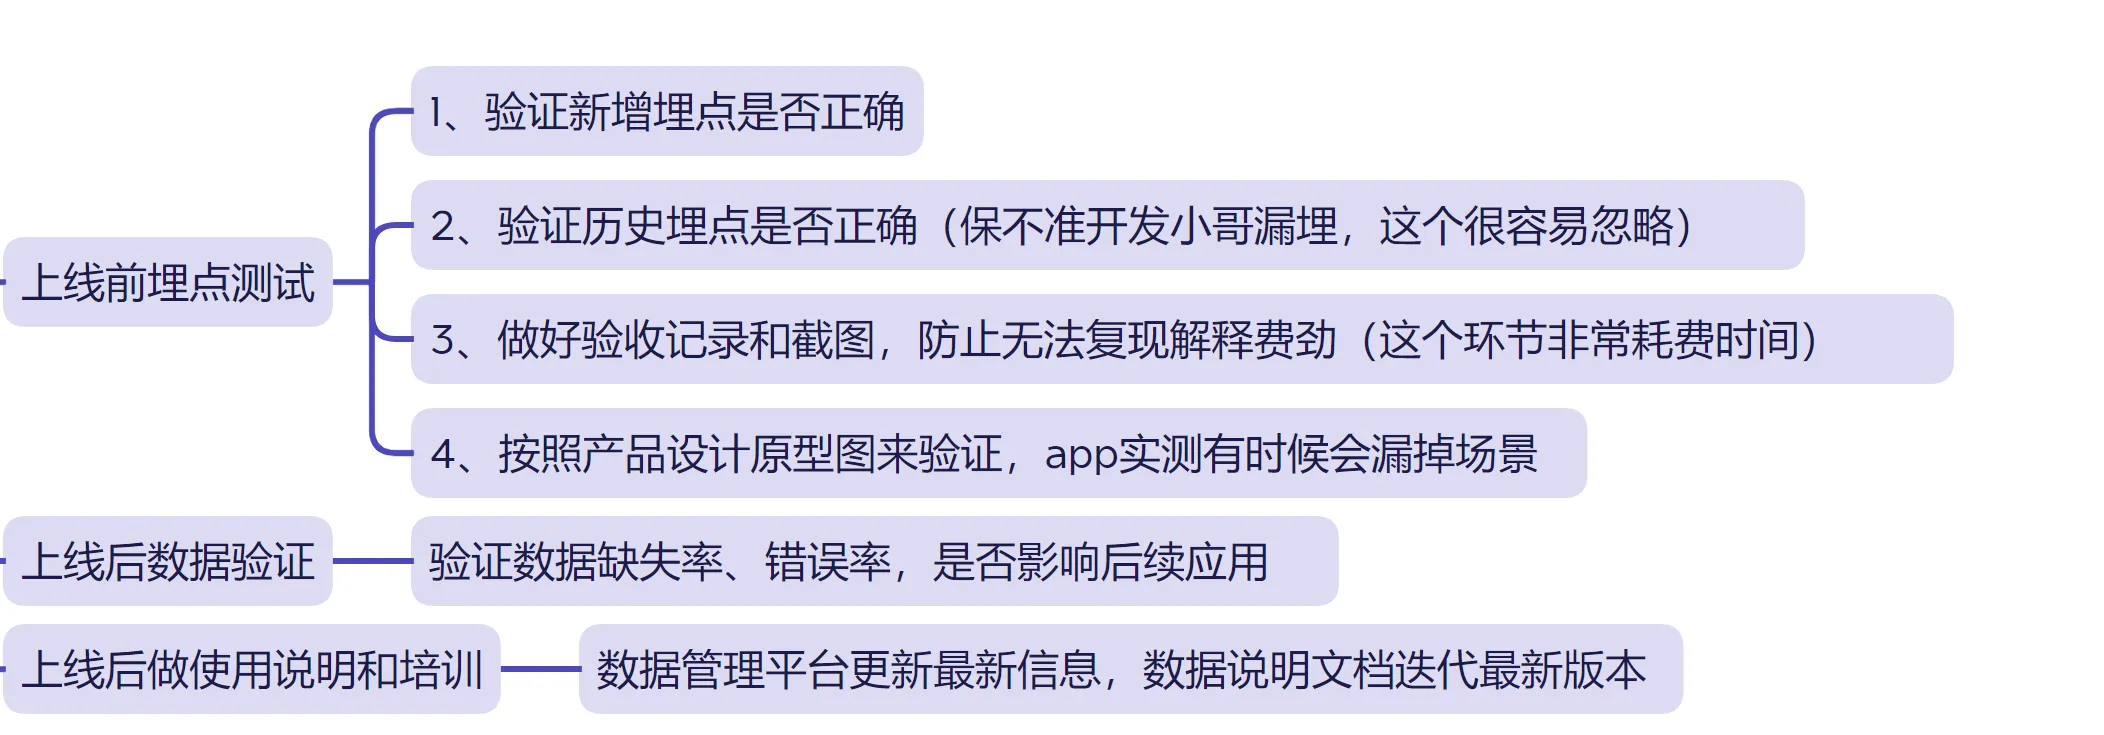 上线前埋点测试
1、验证新增埋点是否正确
2、验证历史埋点是否正确（保不准开发小哥漏埋，这个很容易忽略）
3、做好验收记录和截图，防止无法复现解释费劲（这个环节非常耗费时间）
4、按照产品设计原型图来验证，app实测有时候会漏掉场景
上线后数据验证
验证数据缺失率、错误率，是否影响后续应用
上线后做使用说明和培训
数据管理平台更新最新信息，数据说明文档迭代最新版本